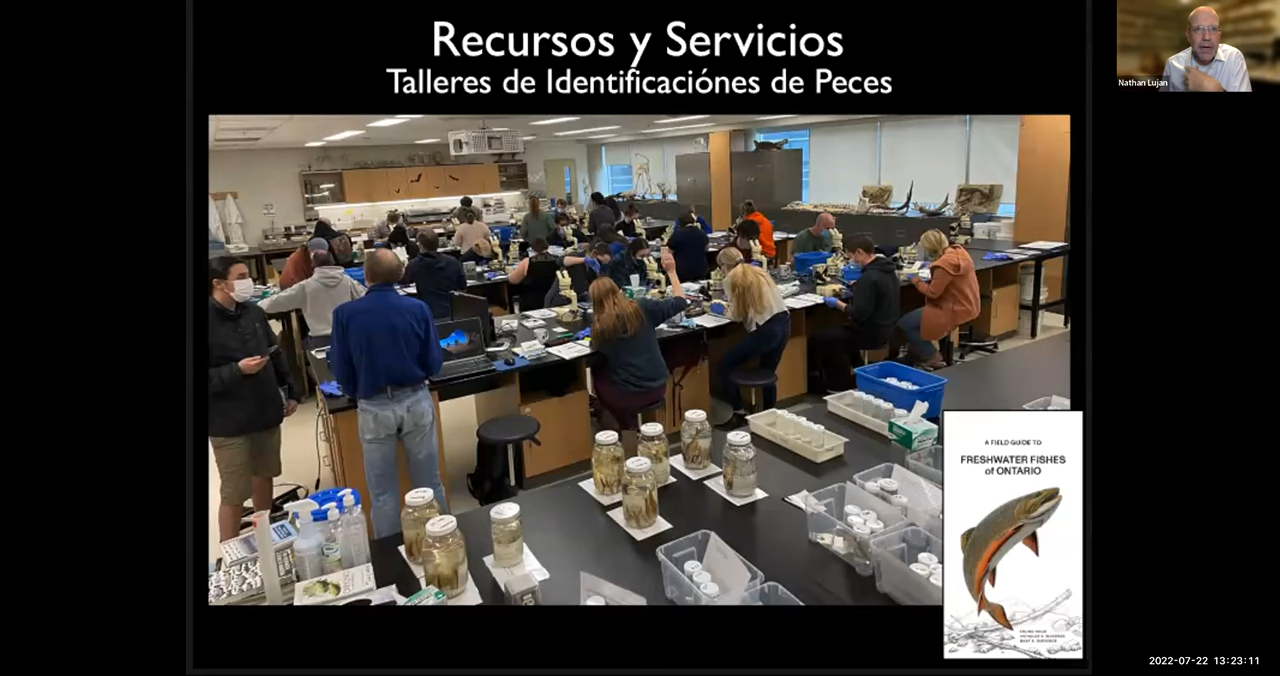 Recursos y Servicios
Talleres de Identificaciónes de Peces
Nathan Lujan
A FIELD GUIDE TO
FRESHWATER FISHES
of ONTARIO
2022-07-22 13:23:11